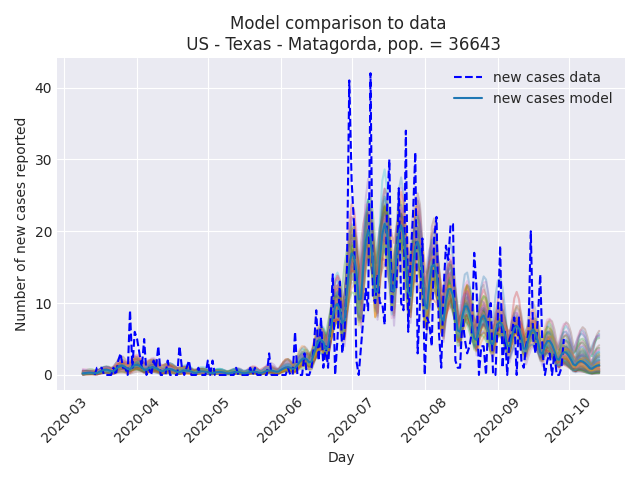 Model comparison to data
US - Texas - Matagorda, pop. = 36643
new cases data
new cases model
Number of new cases reported
40
30
20
10
0
2020-03
2020-04
2020-05
2020-06
2020-07
2020-08
2020-09
2020-10
Day